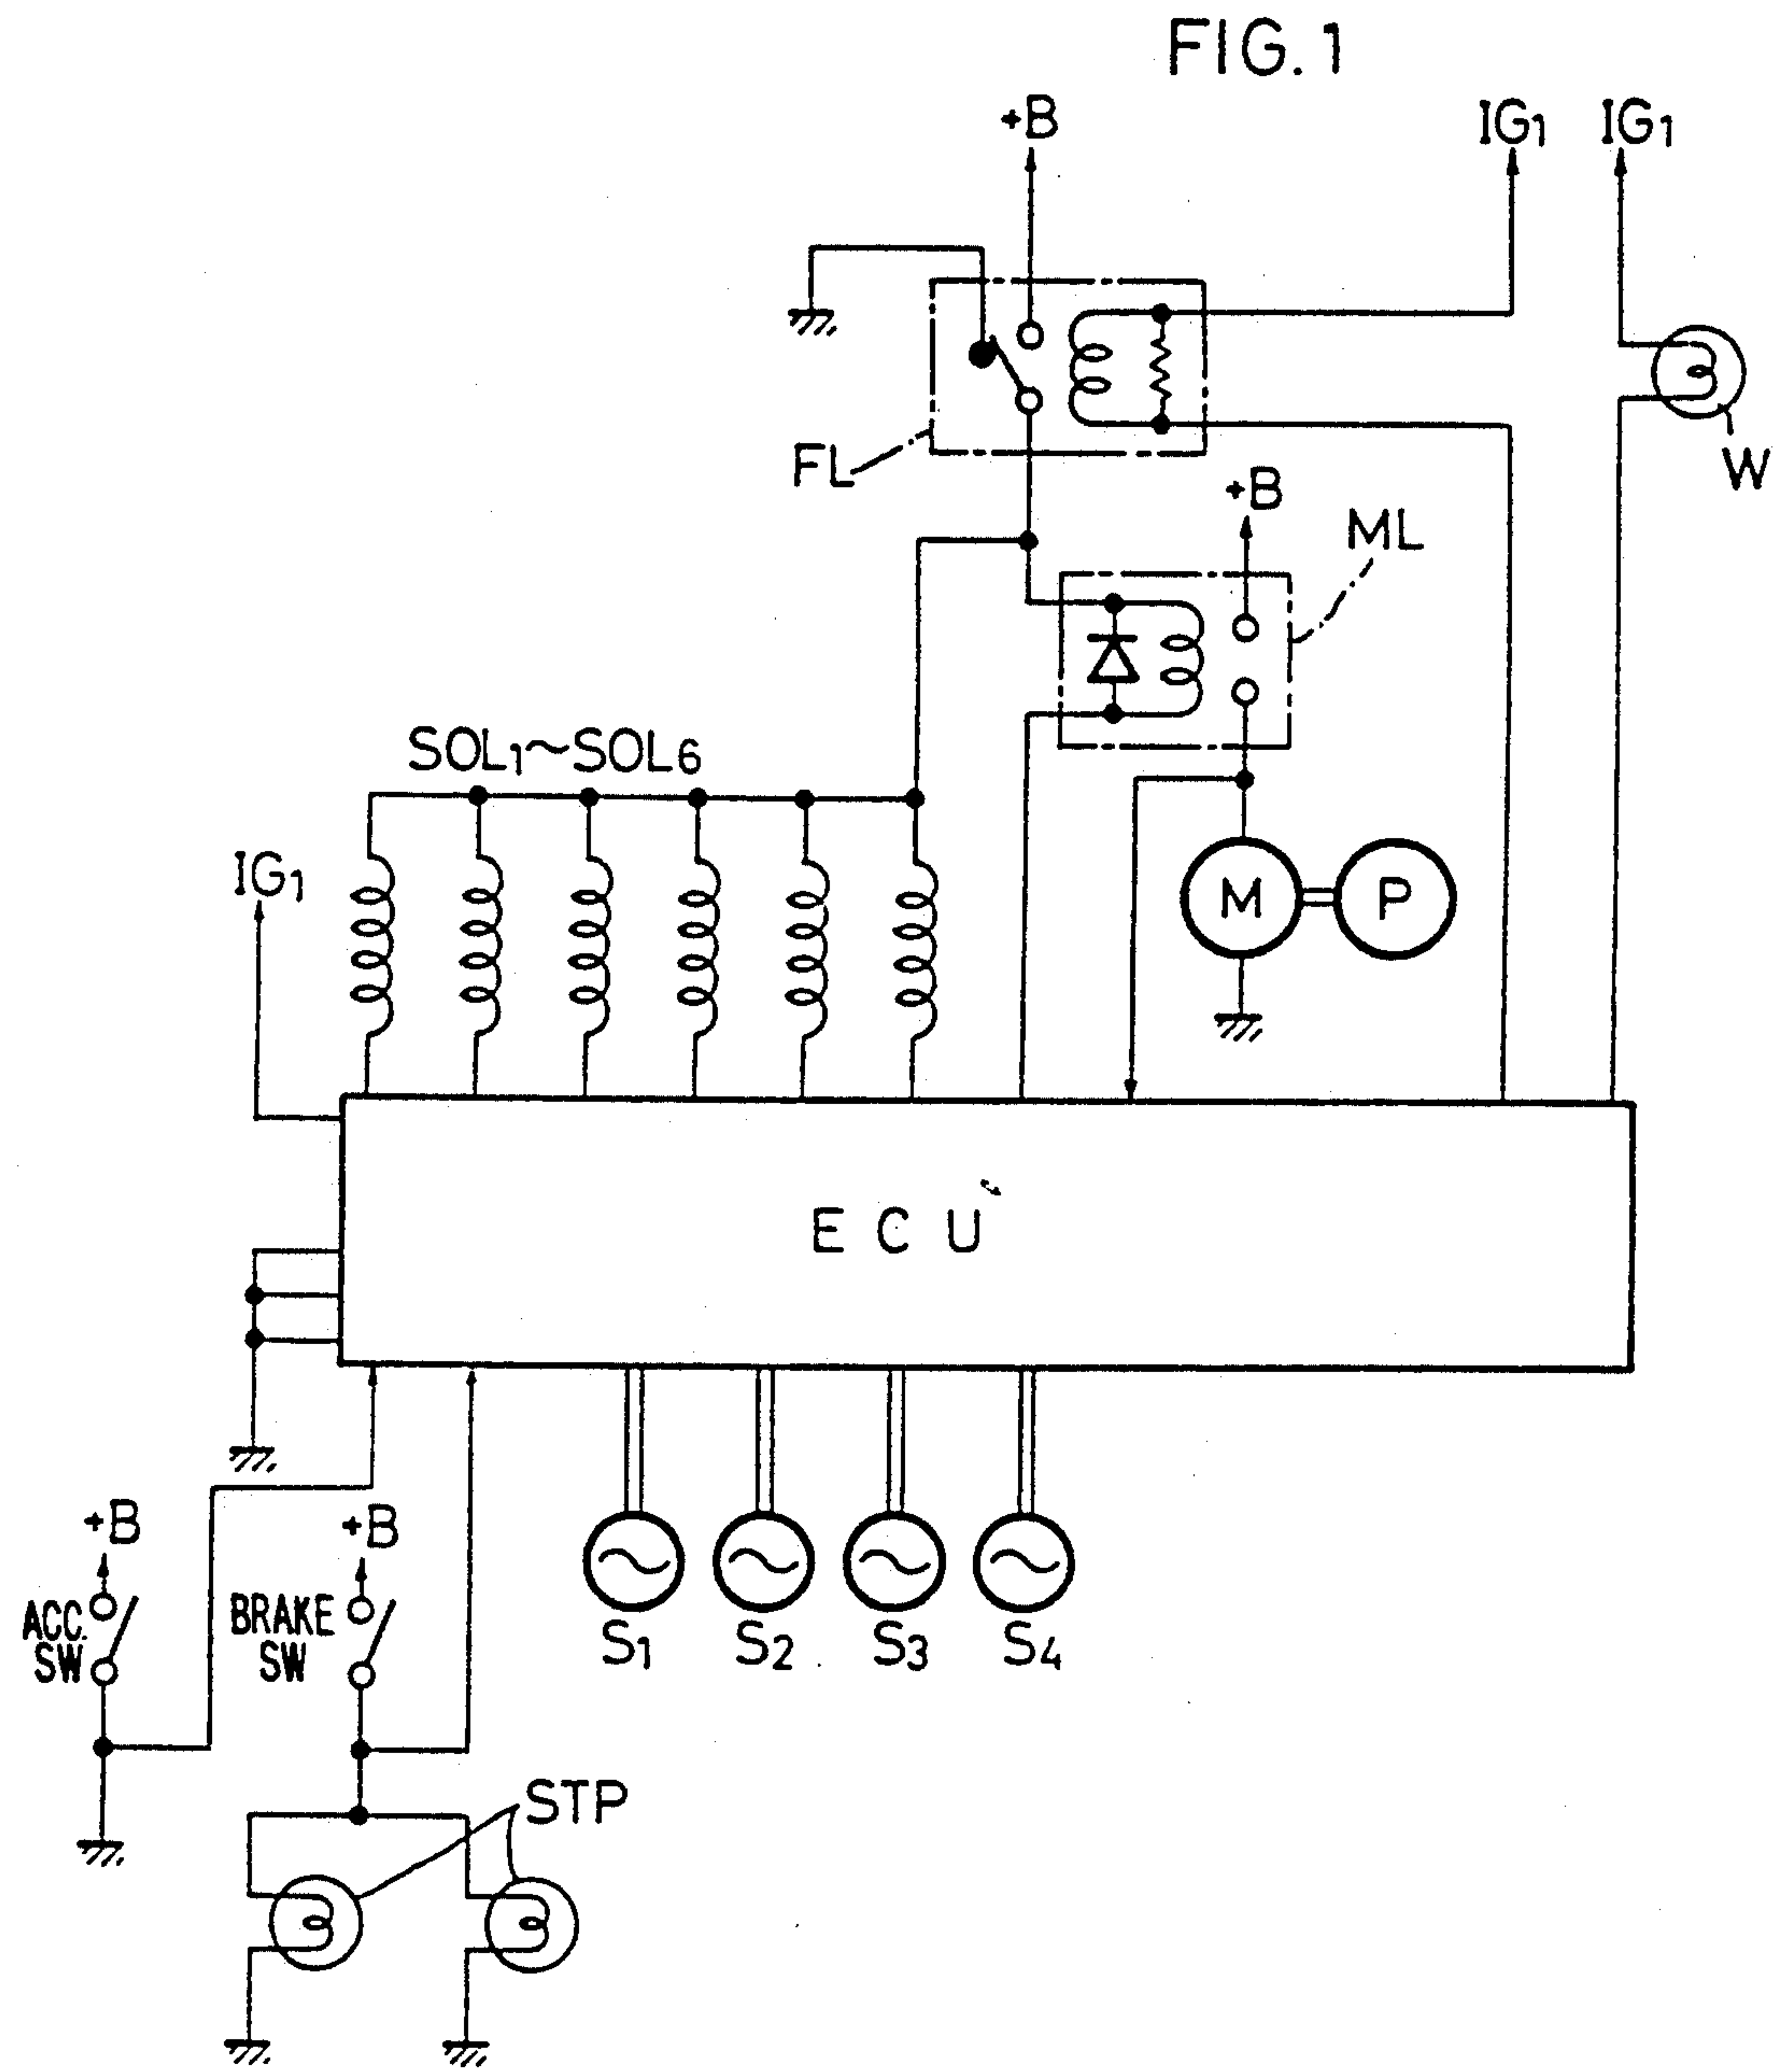 FIG. 1
+B
IG1
IG1
FL
W
+B
ML
SOL1~SOL6
IG1
M
P
ECU
+B
+B
ACC.
SW
BRAKE
SW
S1
S2
S3
S4
STP